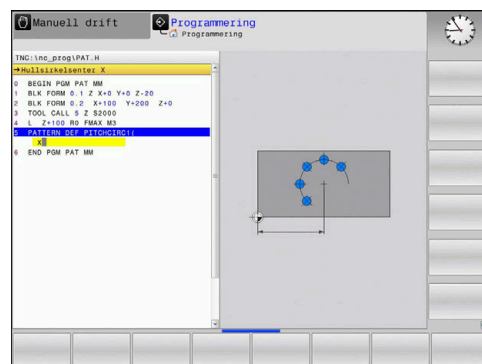 Manuell drift
Programmering
Programmering
TNC:\nc_prog\PAT.H
→Hullsirkelsenter X
0 BEGIN PGM PAT MM
1 BLK FORM 0.1 Z X+0 Y+0 Z-20
2 BLK FORM 0.2 X+100 Y+200 Z+0
3 TOOL CALL 5 Z S2000
4 L Z+100 R0 FMAX M3
5 PATTERN DEF PITCHCIRC1(
X
6 END PGM PAT MM